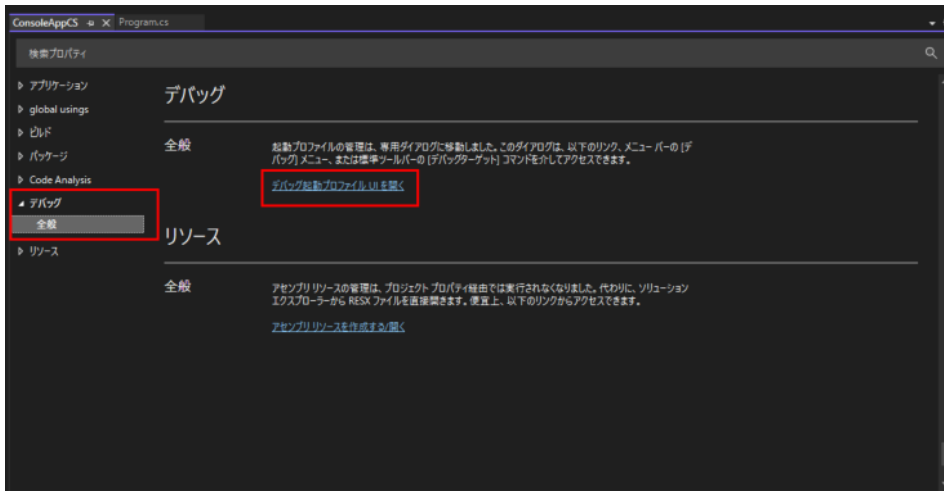 ConsoleAppCS
Program.cs
検索プロパティ
アプリケーション
global usings
ビルド
パッケージ
Code Analysis
デバッグ
全般
リソース
デバッグ
全般
起動プロファイルの管理は、専用ダイアログに移動しました。このダイアログは、以下のリンク、メニュー バーの [デ
バッグ] メニュー、または標準ツールバーの [デバッグターゲット] コマンドを介してアクセスできます。
デバッグ起動プロファイル UI を開く
リソース
全般
アセンブリ リソースの管理は、プロジェクト プロパティ経由では実行されなくなりました。代わりに、ソリューション
エクスプローラーから RESX ファイルを直接開きます。便宜上、以下のリンクからアクセスできます。
アセンブリ リソースを作成する/開く